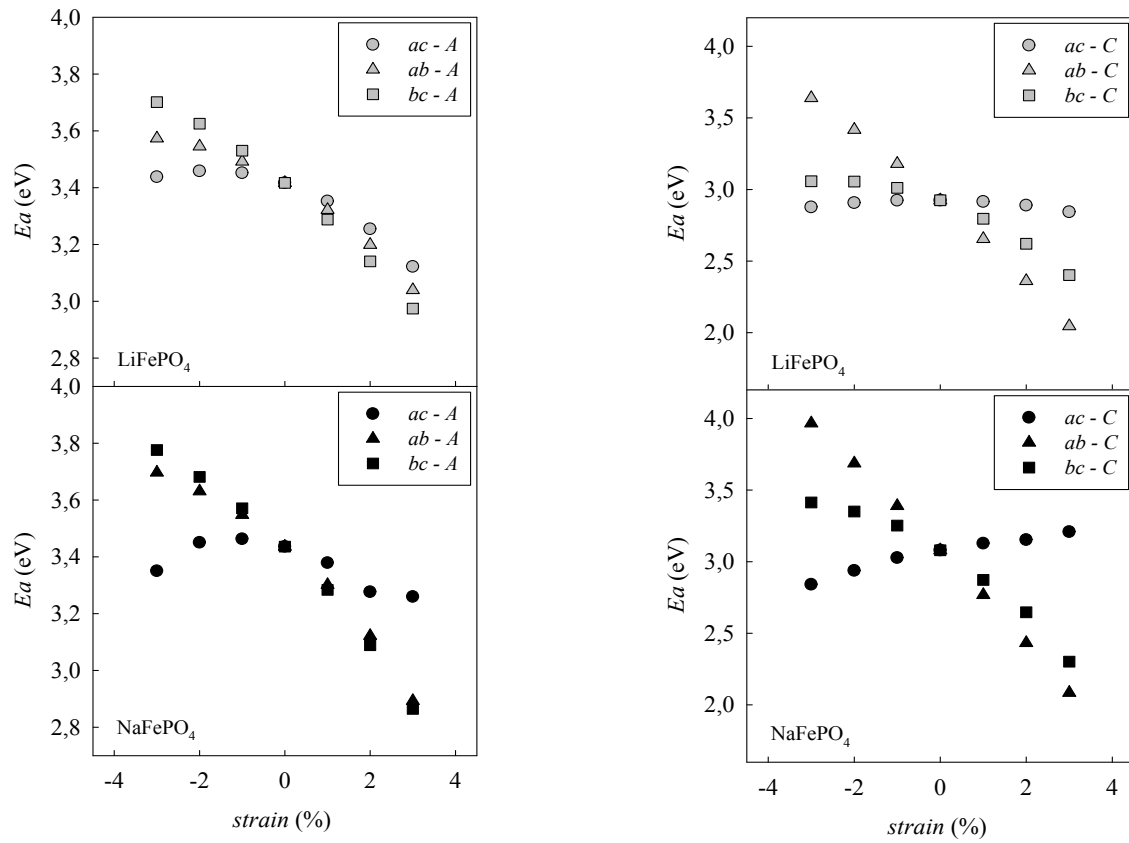 4,0
3,8
3,6
3,4
3,2
3,0
2,8
Ea (eV)
ac - A
ab - A
bc - A
LiFePO4
4,0
3,8
3,6
3,4
3,2
3,0
2,8
Ea (eV)
ac - A
ab - A
bc - A
NaFePO4
-4 -2 0 2 4
strain (%)
4,0
3,5
3,0
2,5
2,0
Ea (eV)
ac - C
ab - C
bc - C
LiFePO4
4,0
3,5
3,0
2,5
2,0
Ea (eV)
ac - C
ab - C
bc - C
NaFePO4
-4 -2 0 2 4
strain (%)